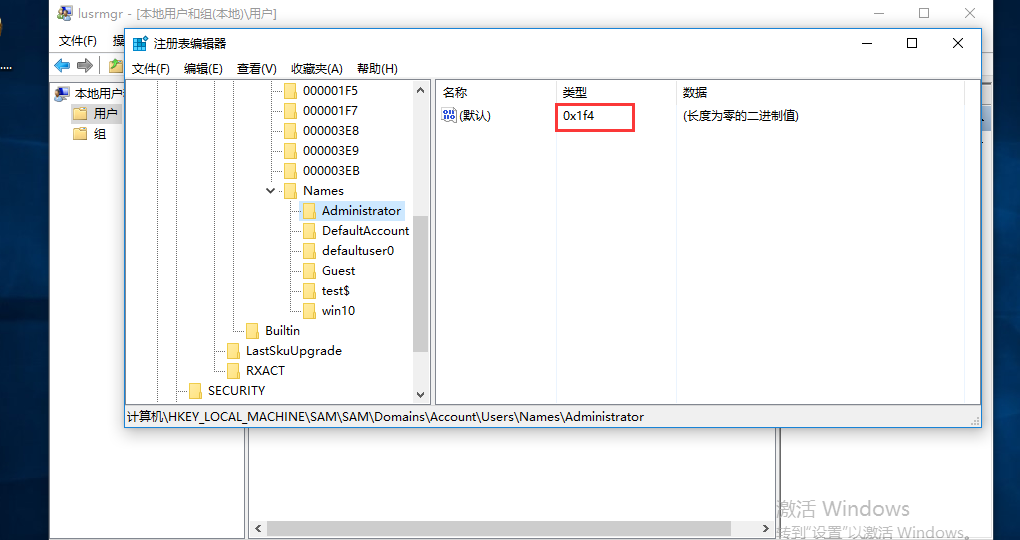 lusrmgr - [本地用户和组(本地)\用户]
文件(F)
注册表编辑器
文件(F) 编辑(E) 查看(V) 收藏夹(A) 帮助(H)
本地用户
用户
组
000001F5
000001F7
000003E8
000003E9
000003EB
Names
Administrator
DefaultAccount
defaultuser0
Guest
test$
win10
Builtin
LastSkuUpgrade
RXACT
SECURITY
名称 类型 数据
(默认) 0x1f4 (长度为零的二进制值)
计算机\HKEY_LOCAL_MACHINE\SAM\SAM\Domains\Account\Users\Names\Administrator
激活 Windows
转到"设置"以激活 Windows。